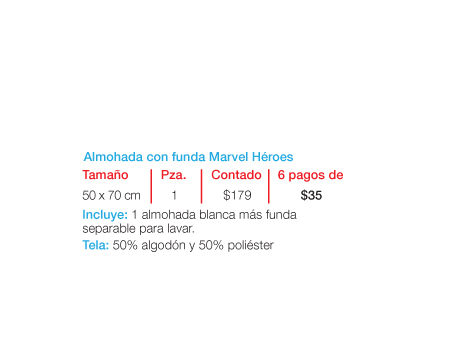 Almohada con funda Marvel Héroes
Tamaño Pza. Contado 6 pagos de
50 x 70 cm 1 $179 $35
Incluye: 1 almohada blanca más funda
separable para lavar.
Tela: 50% algodón y 50% poliéster